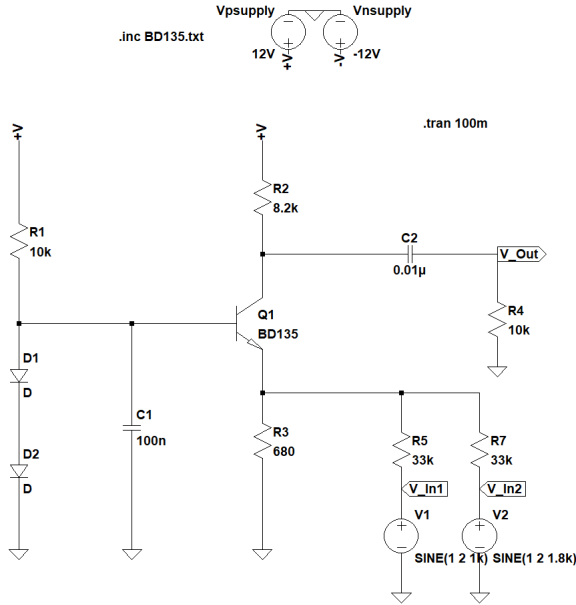 Vpsupply
Vnsupply
.inc BD135.txt
12V
-12V
+V
-V
+V
+V
.tran 100m
R2
8.2k
R1
10k
C2
0.01µ
V_Out
Q1
BD135
R4
10k
D1
D
C1
100n
R3
680
R5
33k
R7
33k
D2
D
V_In1
V_In2
V1
V2
SINE(1 2 1k)
SINE(1 2 1.8k)
+
−
+
−
+
−
+
−